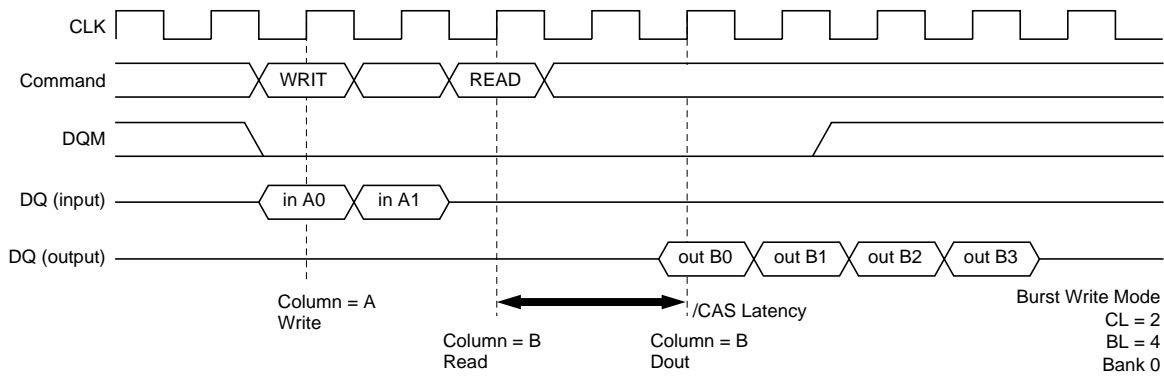 CLK
Command WRIT READ
DQM
DQ (input) in A0 in A1
DQ (output) out B0 out B1 out B2 out B3
Column = A
Write
/CAS Latency
Column = B
Read
Column = B
Dout
Burst Write Mode
CL = 2
BL = 4
Bank 0